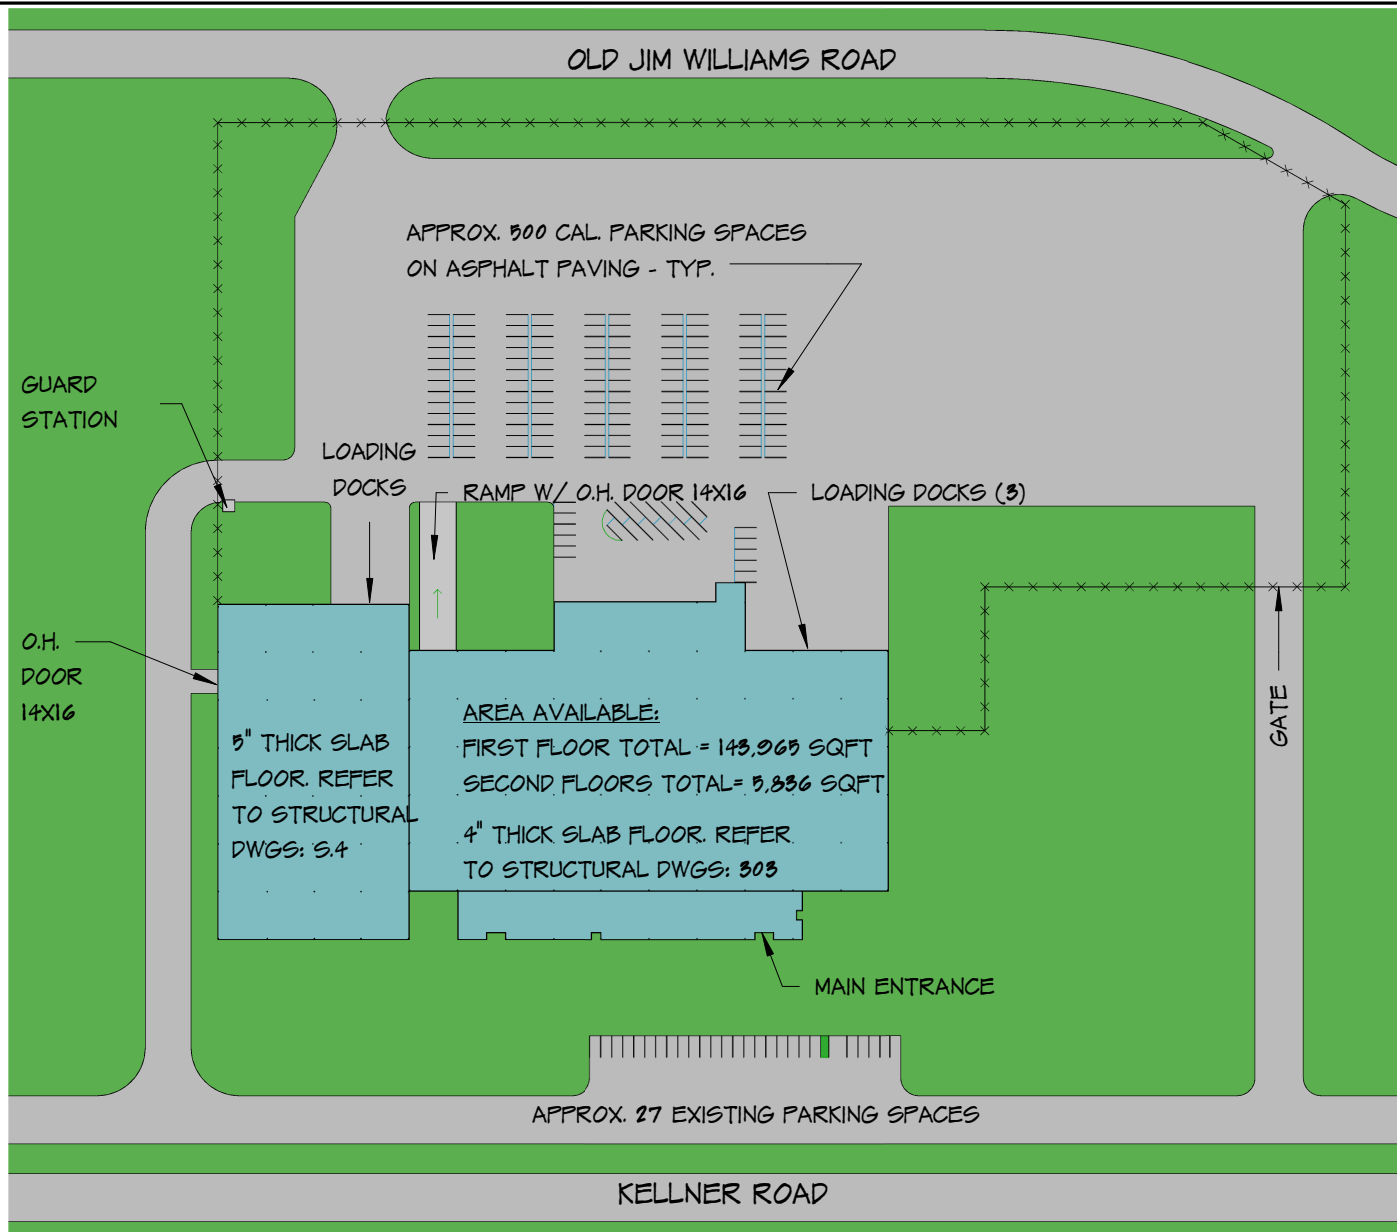 OLD JIM WILLIAMS ROAD
APPROX. 500 CAL. PARKING SPACES
ON ASPHALT PAVING - TYP.
GUARD
STATION
LOADING
DOCKS
RAMP W/ O.H. DOOR 14X16
LOADING DOCKS (3)
O.H.
DOOR
14X16
5" THICK SLAB
FLOOR. REFER
TO STRUCTURAL
DWGS: S.4
AREA AVAILABLE:
FIRST FLOOR TOTAL = 143,965 SQFT
SECOND FLOORS TOTAL= 5,836 SQFT
4" THICK SLAB FLOOR. REFER
TO STRUCTURAL DWGS: 303
GATE
MAIN ENTRANCE
APPROX. 27 EXISTING PARKING SPACES
KELLNER ROAD